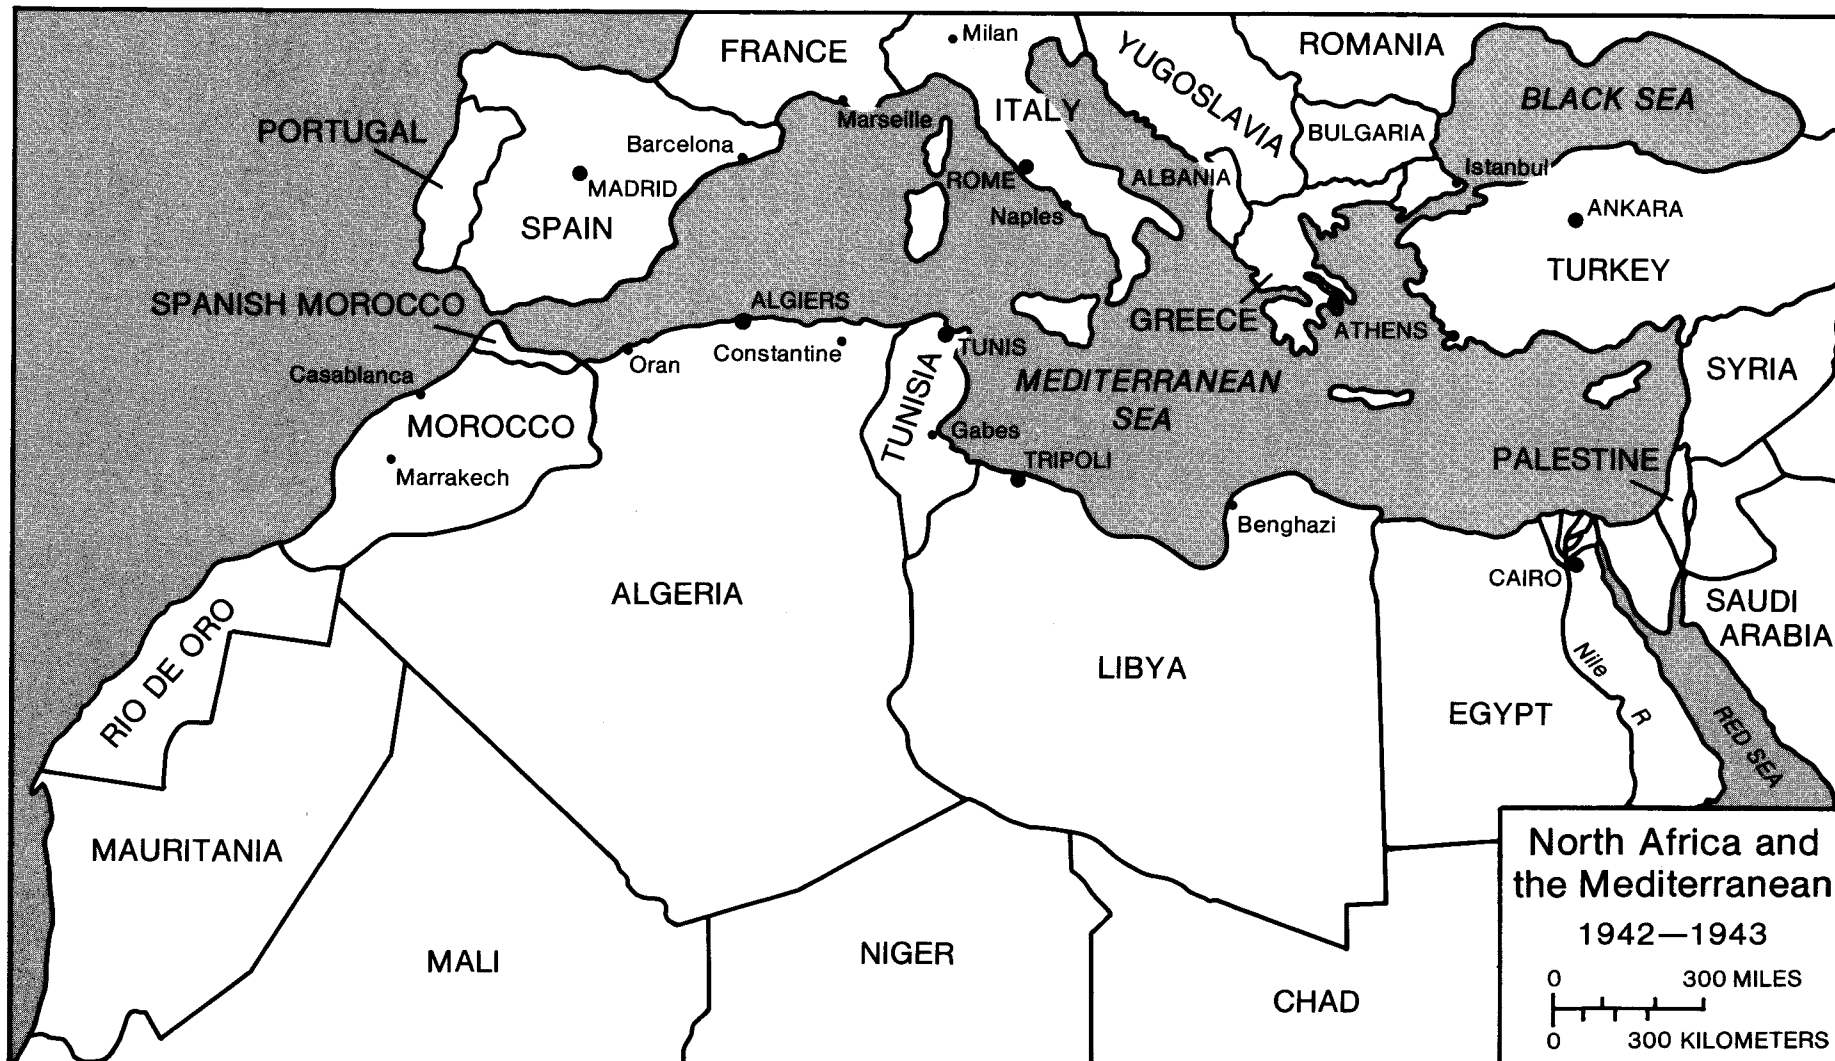 FRANCE
Milan
YUGOSLAVIA
ROMANIA
BLACK SEA
PORTUGAL
Barcelona
MADRID
SPAIN
Marseille
ITALY
ROME
Naples
ALBANIA
BULGARIA
Istanbul
ANKARA
TURKEY
SPANISH MOROCCO
ALGIERS
GREECE
ATHENS
Casablanca
Oran
Constantine
TUNIS
TUNISIA
MEDITERRANEAN
SEA
SYRIA
MOROCCO
Marrakech
Gabes
TRIPOLI
PALESTINE
Benghazi
CAIRO
ALGERIA
LIBYA
SAUDI
ARABIA
RIO DE ORO
Nile
R
EGYPT
RED SEA
MAURITANIA
MALI
NIGER
CHAD
North Africa and
the Mediterranean
1942—1943
0 300 MILES
0 300 KILOMETERS